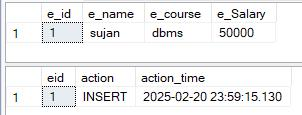 e_id e_name e_course e_Salary
1 1 sujan dbms 50000
eid action action_time
1 1 INSERT 2025-02-20 23:59:15.130